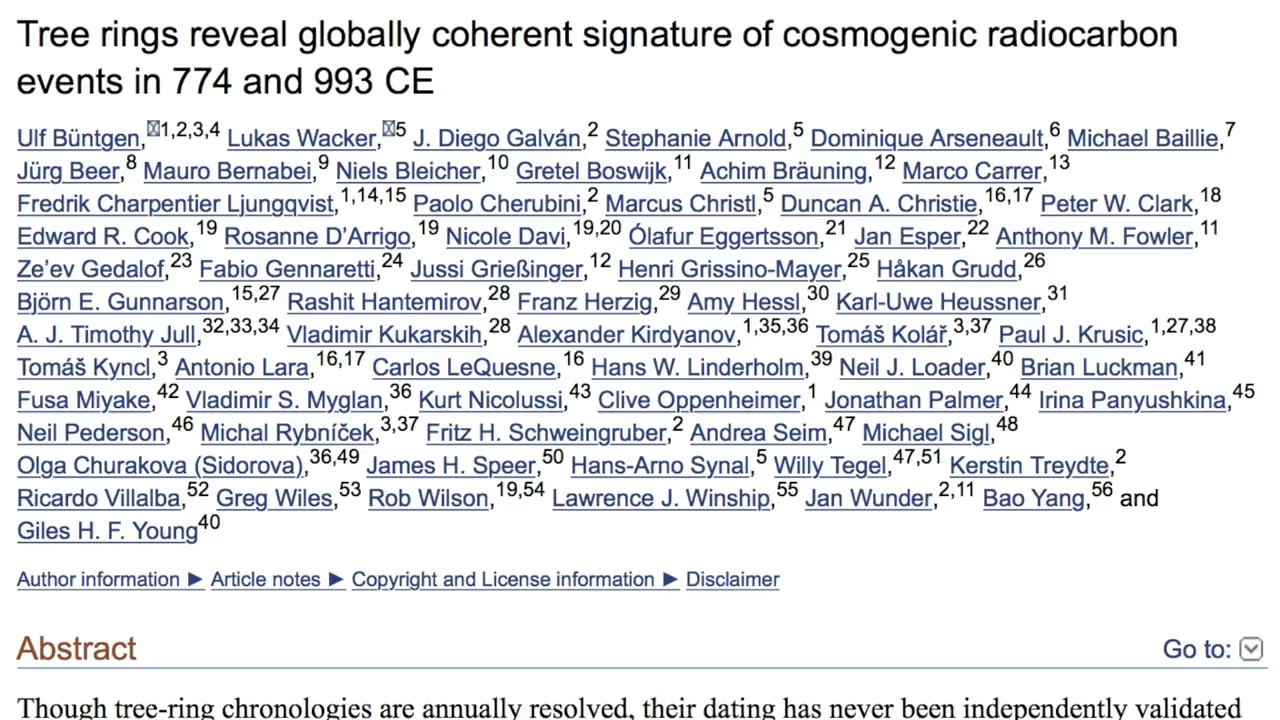 Tree rings reveal globally coherent signature of cosmogenic radiocarbon
events in 774 and 993 CE
Ulf Büntgen,1,2,3,4 Lukas Wacker,5 J. Diego Galván,2 Stephanie Arnold,5 Dominique Arseneault,6 Michael Baillie,7
Jürg Beer,8 Mauro Bernabei,9 Niels Bleicher,10 Gretel Boswijk,11 Achim Bräuning,12 Marco Carrer,13
Fredrik Charpentier Ljungqvist,1,14,15 Paolo Cherubini,2 Marcus Christl,5 Duncan A. Christie,16,17 Peter W. Clark,18
Edward R. Cook,19 Rosanne D’Arrigo,19 Nicole Davi,19,20 Ólafur Eggertsson,21 Jan Esper,22 Anthony M. Fowler,11
Ze’ev Gedalof,23 Fabio Gennaretti,24 Jussi Grießinger,12 Henri Grissino-Mayer,25 Håkan Grudd,26
Björn E. Gunnarson,15,27 Rashit Hantemirov,28 Franz Herzig,29 Amy Hessl,30 Karl-Uwe Heussner,31
A. J. Timothy Jull,32,33,34 Vladimir Kukarskih,28 Alexander Kirdyanov,1,35,36 Tomáš Kolář,3,37 Paul J. Krusic,1,27,38
Tomáš Kyncl,3 Antonio Lara,16,17 Carlos LeQuesne,16 Hans W. Linderholm,39 Neil J. Loader,40 Brian Luckman,41
Fusa Miyake,42 Vladimir S. Myglan,36 Kurt Nicolussi,43 Clive Oppenheimer,1 Jonathan Palmer,44 Irina Panyushkina,45
Neil Pederson,46 Michal Rybníček,3,37 Fritz H. Schweingruber,2 Andrea Seim,47 Michael Sigl,48
Olga Churakova (Sidorova),36,49 James H. Speer,50 Hans-Arno Synal,5 Willy Tegel,47,51 Kerstin Treydte,2
Ricardo Villalba,52 Greg Wiles,53 Rob Wilson,19,54 Lawrence J. Winship,55 Jan Wunder,2,11 Bao Yang,56 and
Giles H. F. Young40
Author information ► Article notes ► Copyright and License information ► Disclaimer
Abstract
Go to:
Though tree-ring chronologies are annually resolved, their dating has never been independently validated